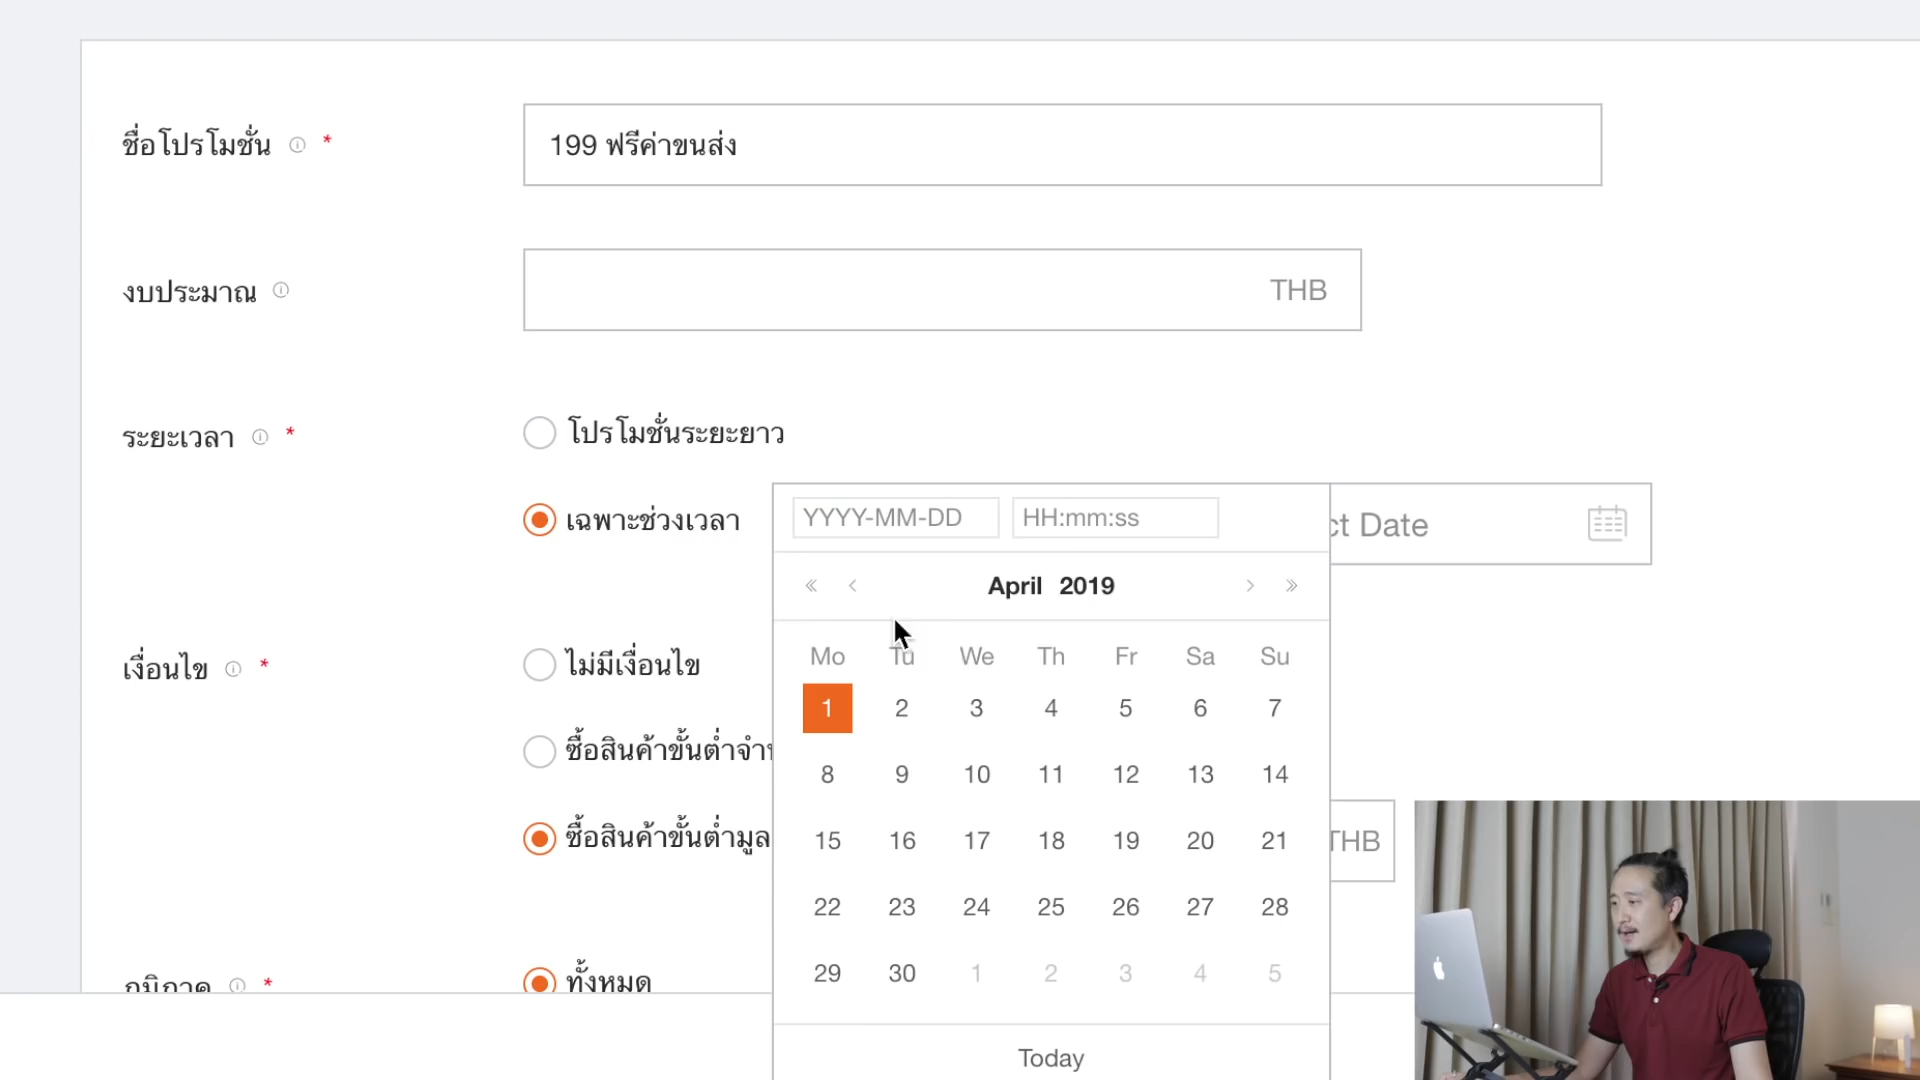 ชื่อโปรโมชั่น *
199 ฟรีค่าขนส่ง
งบประมาณ
THB
ระยะเวลา *
โปรโมชั่นระยะยาว
เฉพาะช่วงเวลา
YYYY-MM-DD HH:mm:ss
ct Date
April 2019
Mo Tu We Th Fr Sa Su
1 2 3 4 5 6 7
8 9 10 11 12 13 14
15 16 17 18 19 20 21
22 23 24 25 26 27 28
29 30 1 2 3 4 5
Today
เงื่อนไข *
ไม่มีเงื่อนไข
ซื้อสินค้าขั้นต่ำจำ
ซื้อสินค้าขั้นต่ำมูล
THB
ภูมิภาค *
ทั้งหมด